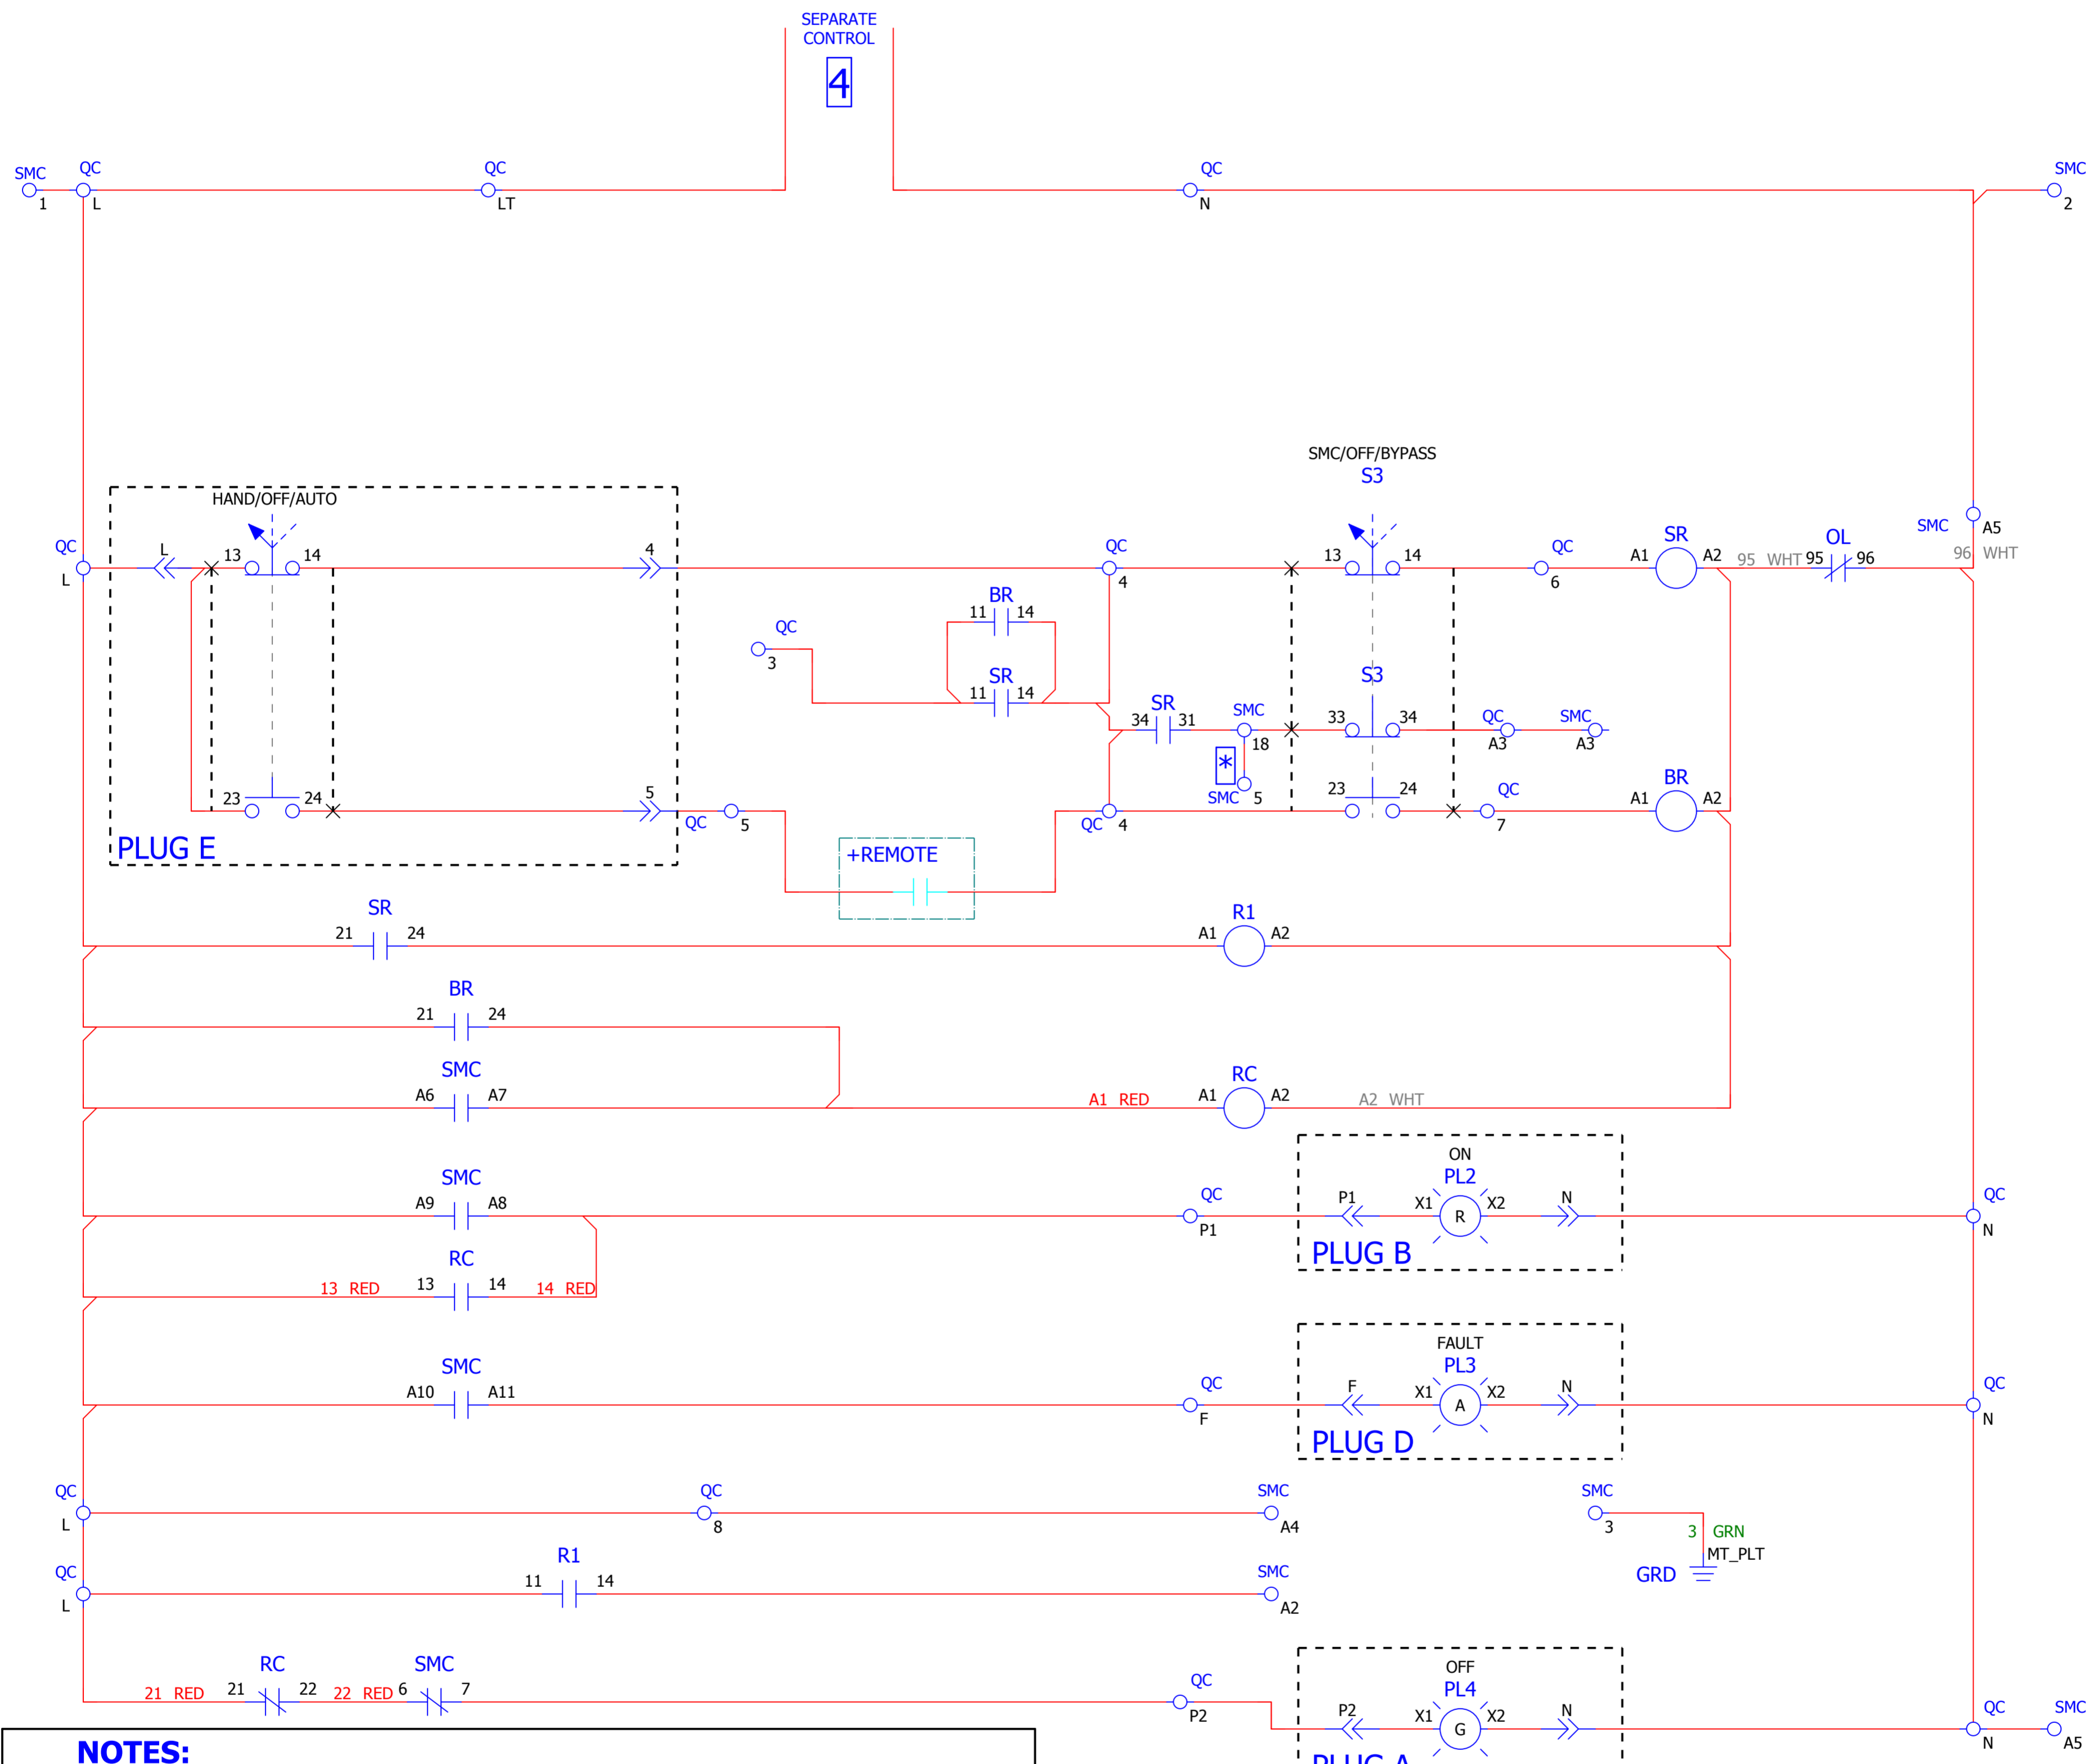 SEPARATE
CONTROL
4
SMC
1
QC
L
QC
LT
QC
N
SMC
2
SMC/OFF/BYPASS
S3
HAND/OFF/AUTO
QC
L
L
13
14
4
QC
4
13
14
QC
6
SR
A1
A2
95 WHT
95
OL
96
SMC
A5
96 WHT
BR
11
14
QC
3
SR
11
14
SR
34
31
SMC
18
*
SMC
5
S3
33
34
QC
A3
SMC
A3
23
24
5
QC
5
QC
4
23
24
QC
7
BR
A1
A2
PLUG E
+REMOTE
SR
21
24
R1
A1
A2
BR
21
24
SMC
A6
A7
A1 RED
RC
A1
A2
A2 WHT
SMC
A9
A8
QC
P1
ON
PL2
P1
X1
R
X2
N
PLUG B
QC
N
RC
13 RED
13
14
14 RED
SMC
A10
A11
QC
F
FAULT
PL3
F
X1
A
X2
N
PLUG D
QC
N
QC
L
QC
8
SMC
A4
SMC
3
3 GRN
MT_PLT
GRD
QC
L
R1
11
14
SMC
A2
RC
21 RED
21
22
22 RED
SMC
6
7
QC
P2
OFF
PL4
P2
X1
G
X2
N
PLUG A
QC
N
SMC
A5
NOTES: